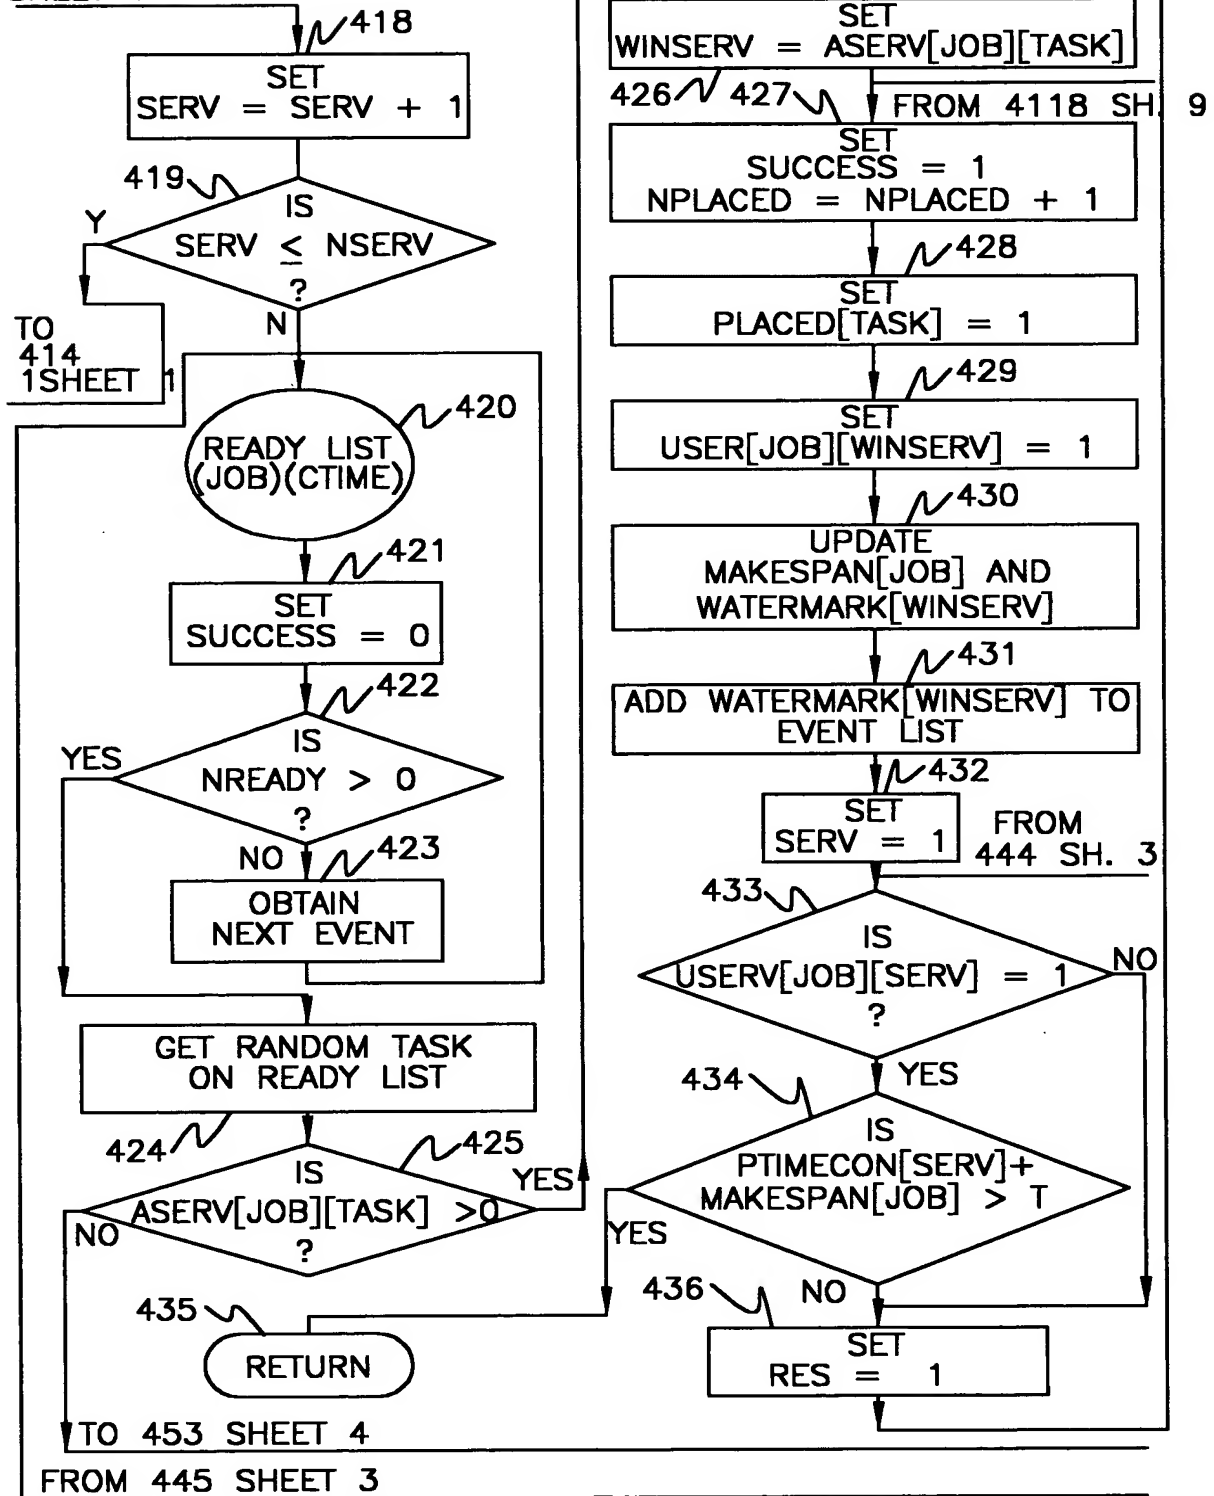 418
SET
SERV = SERV + 1
419
IS
SERV ≤ NSERV
?
Y
N
TO
414
1SHEET 1
420
READY LIST
(JOB)(CTIME)
421
SET
SUCCESS = 0
422
IS
NREADY > 0
?
YES
NO
423
OBTAIN
NEXT EVENT
GET RANDOM TASK
ON READY LIST
424
425
IS
ASERV[JOB][TASK] >0
?
YES
NO
435
RETURN
TO 453 SHEET 4
FROM 445 SHEET 3
SET
WINSERV = ASERV[JOB][TASK]
426
427
FROM 4118 SH. 9
SET
SUCCESS = 1
NPLACED = NPLACED + 1
428
SET
PLACED[TASK] = 1
429
SET
USER[JOB][WINSERV] = 1
430
UPDATE
MAKESPAN[JOB] AND
WATERMARK[WINSERV]
431
ADD WATERMARK[WINSERV] TO
EVENT LIST
432
SET
SERV = 1
FROM
444 SH. 3
433
IS
USERV[JOB][SERV] = 1
?
NO
YES
434
IS
PTIMECON[SERV]+
MAKESPAN[JOB] > T
YES
NO
436
SET
RES = 1